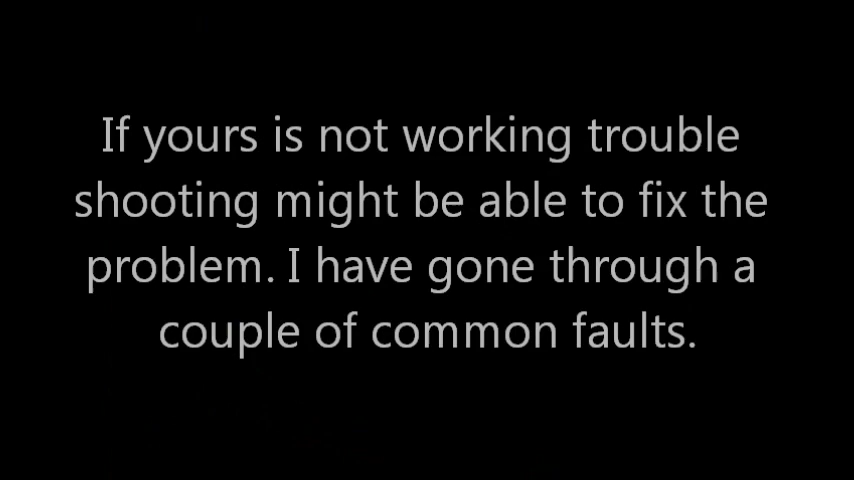 If yours is not working trouble
shooting might be able to fix the
problem. I have gone through a
couple of common faults.